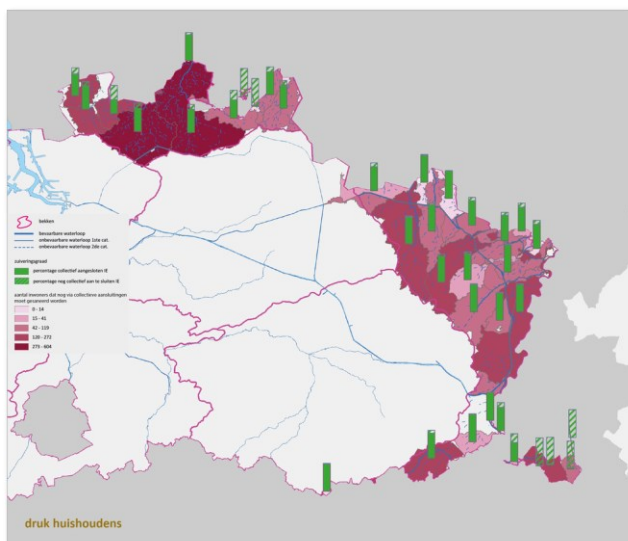 bekken
bevaarbare waterloop
onbevaarbare waterloop 1ste cat.
onbevaarbare waterloop 2de cat.
zuiveringsgraad
percentage collectief aangesloten IE
percentage nog collectief aan te sluiten IE
aantal inwoners dat nog via collectieve aansluitingen
moet gesaneerd worden
0 - 14
15 - 41
42 - 119
120 - 272
273 - 604
druk huishoudens